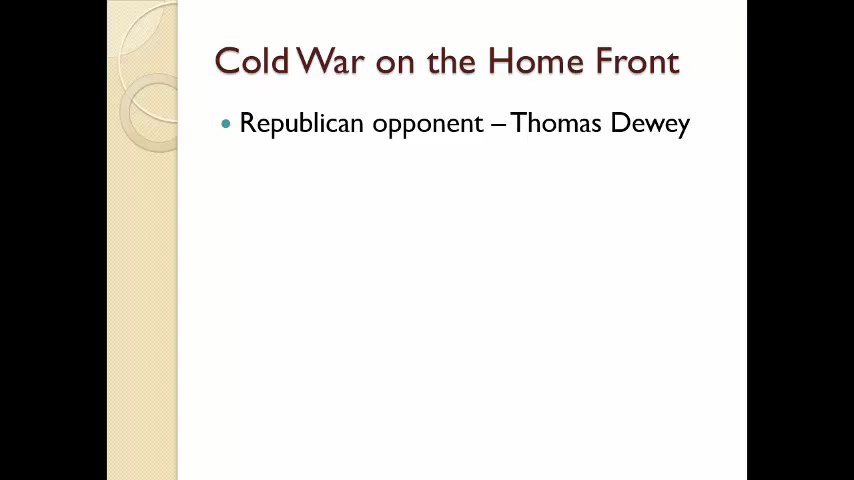 Cold War on the Home Front
• Republican opponent – Thomas Dewey